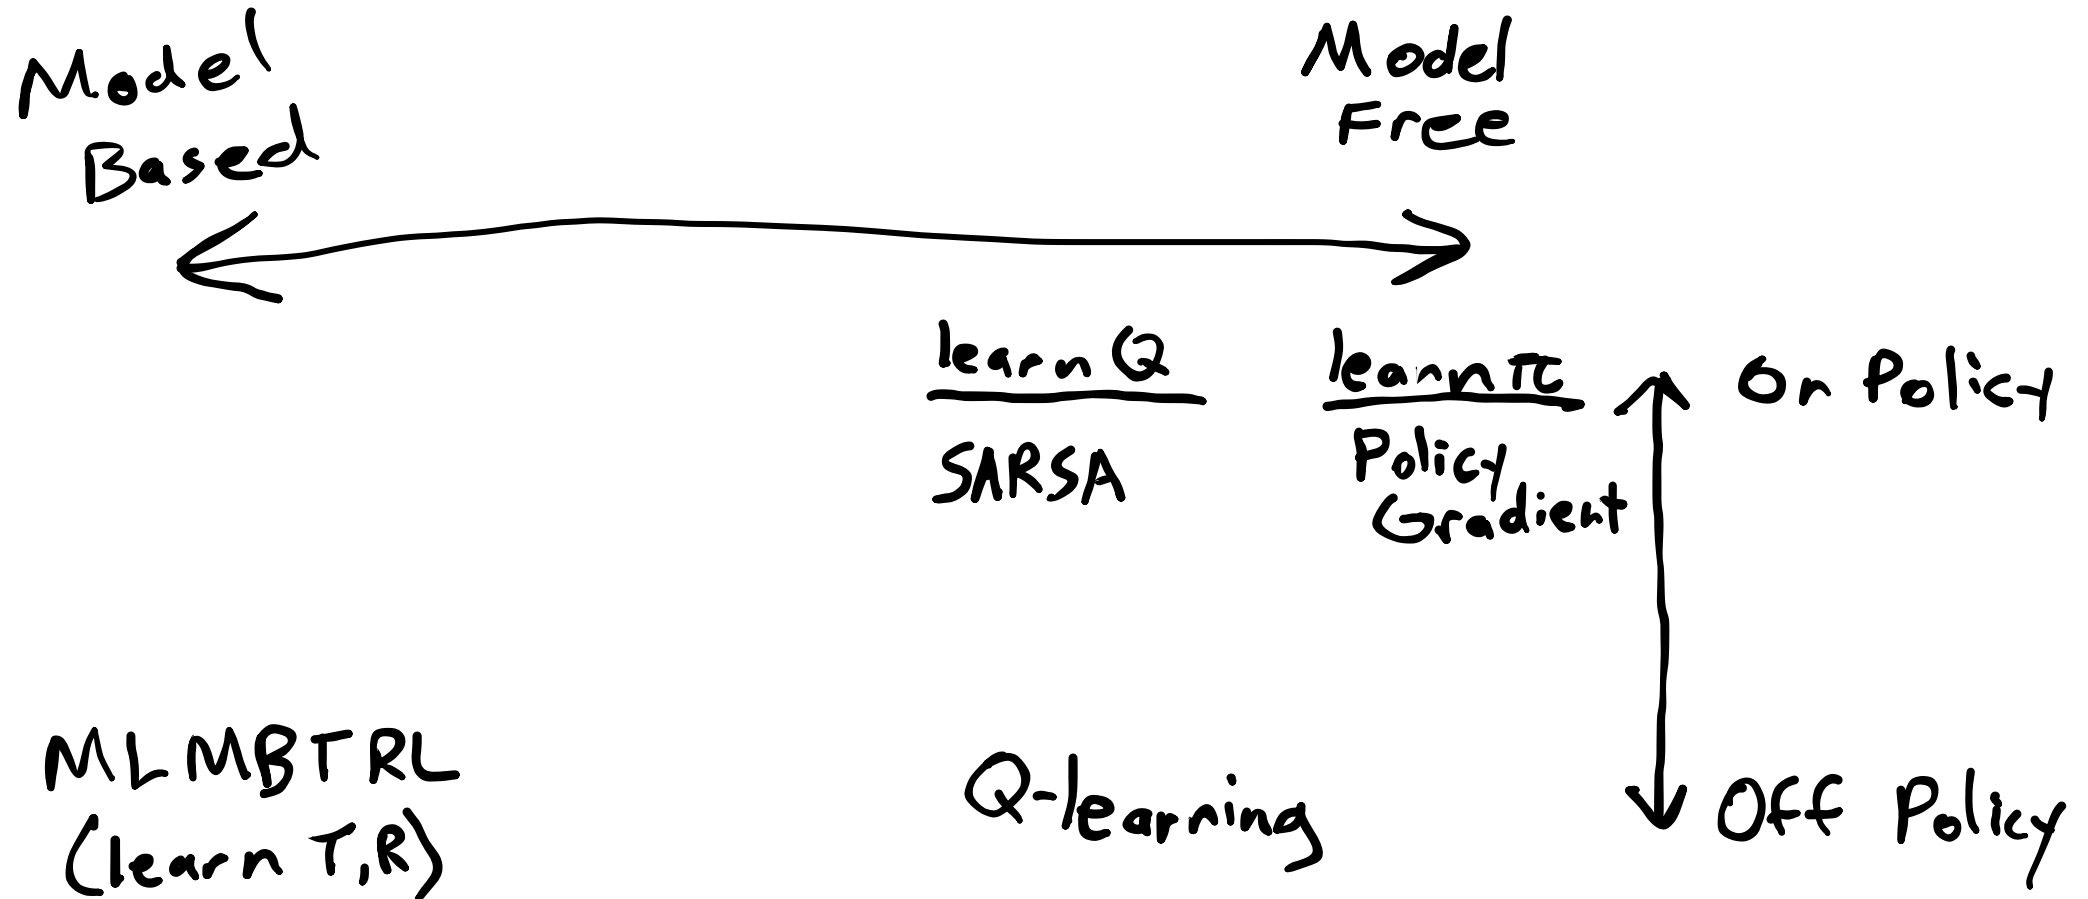 Model
Based
Model
Free
learn Q
learn π
On Policy
SARSA
Policy
Gradient
MLMBTRL
(learn T,R)
Q-learning
Off Policy